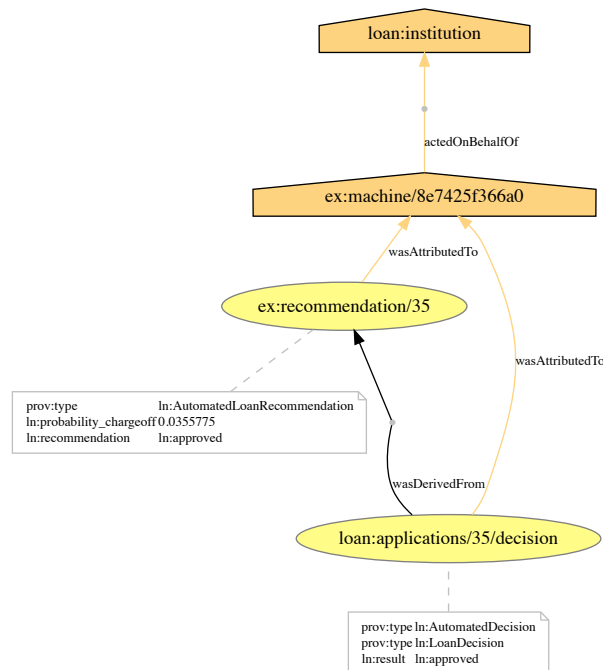 loan:institution
actedOnBehalfOf
ex:machine/8e7425f366a0
wasAttributedTo
ex:recommendation/35
wasAttributedTo
prov:type ln:AutomatedLoanRecommendation
ln:probability_chargeoff 0.0355775
ln:recommendation ln:approved
wasDerivedFrom
loan:applications/35/decision
prov:type ln:AutomatedDecision
prov:type ln:LoanDecision
ln:result ln:approved